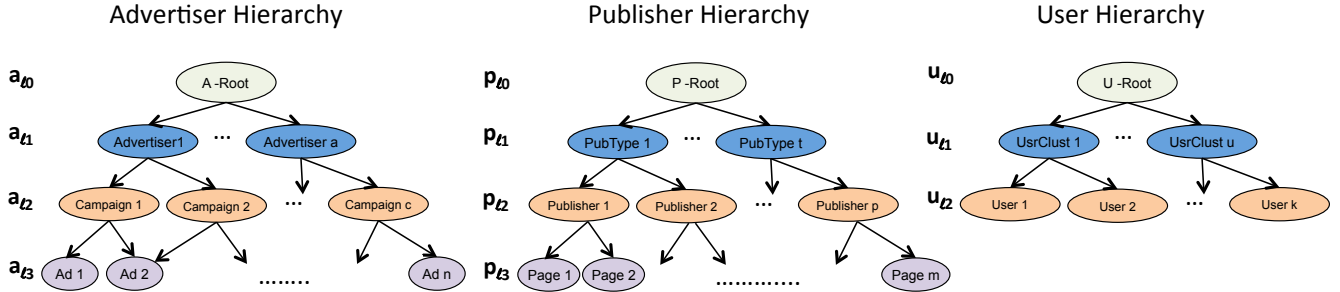 Advertiser Hierarchy
Publisher Hierarchy
User Hierarchy
aℓ0
A -Root
pℓ0
P -Root
uℓ0
U -Root
aℓ1
Advertiser1
...
Advertiser a
pℓ1
PubType 1
...
PubType t
uℓ1
UsrClust 1
...
UsrClust u
aℓ2
Campaign 1
Campaign 2
...
Campaign c
pℓ2
Publisher 1
Publisher 2
...
Publisher p
uℓ2
User 1
User 2
...
User k
aℓ3
Ad 1
Ad 2
........
Ad n
pℓ3
Page 1
Page 2
.............
Page m